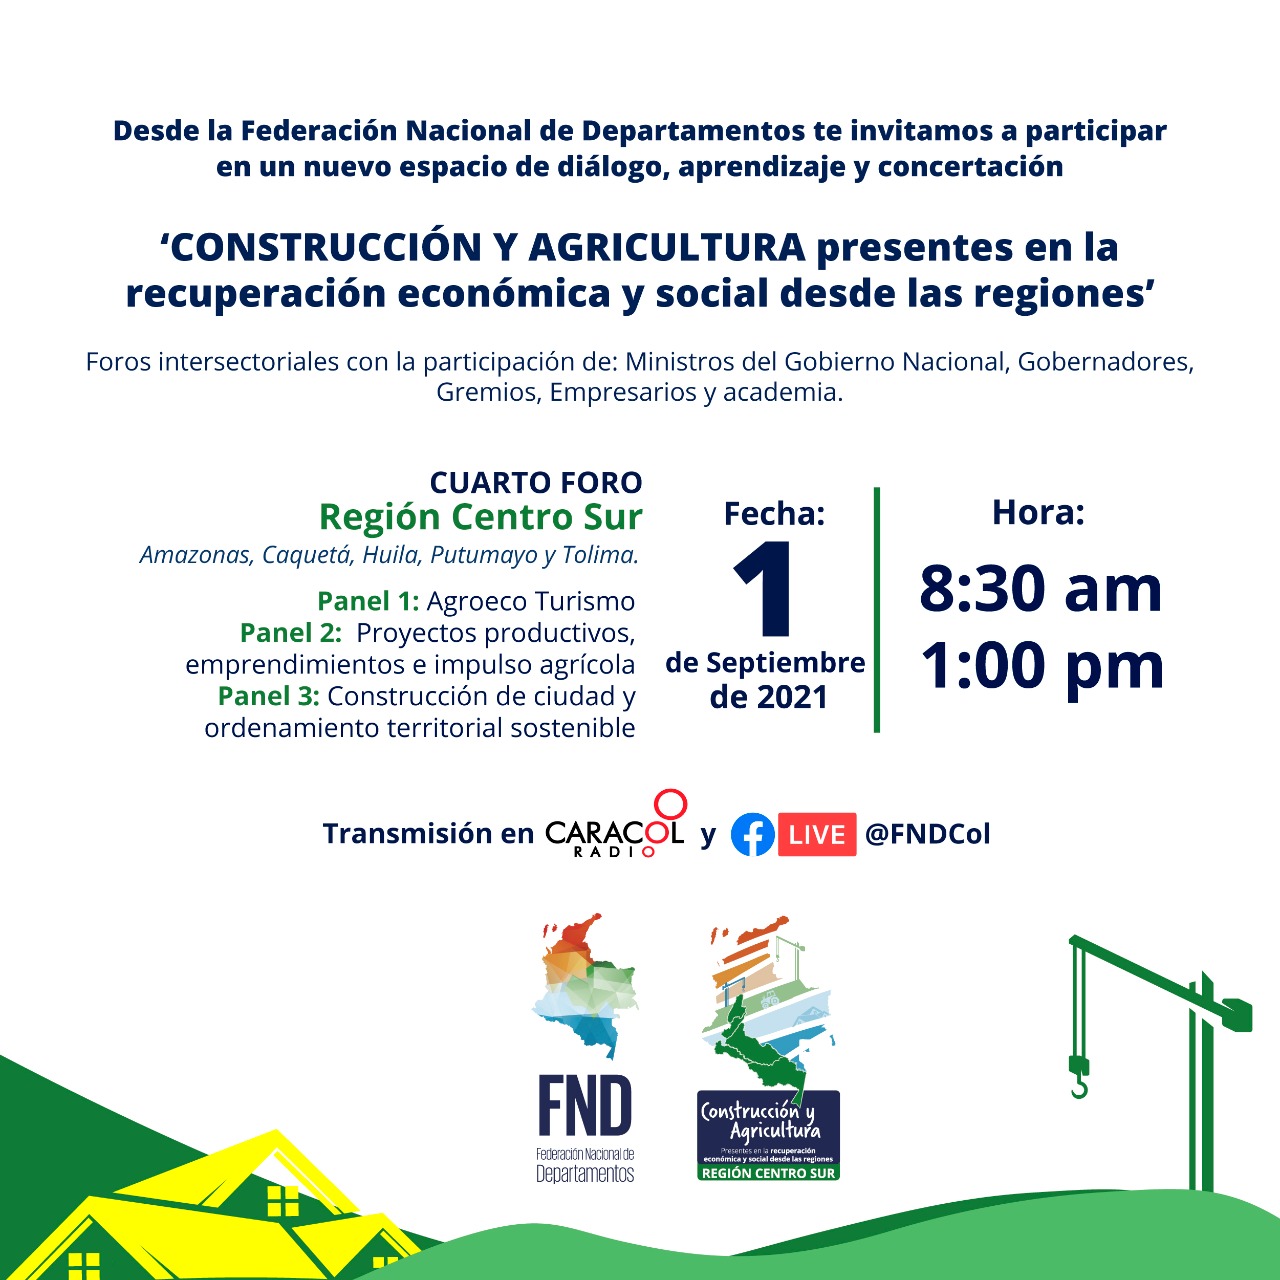 Desde la Federación Nacional de Departamentos te invitamos a participar
en un nuevo espacio de diálogo, aprendizaje y concertación
‘CONSTRUCCIÓN Y AGRICULTURA presentes en la
recuperación económica y social desde las regiones’
Foros intersectoriales con la participación de: Ministros del Gobierno Nacional, Gobernadores,
Gremios, Empresarios y academia.
CUARTO FORO
Región Centro Sur
Amazonas, Caquetá, Huila, Putumayo y Tolima.
Panel 1: Agroeco Turismo
Panel 2: Proyectos productivos,
emprendimientos e impulso agrícola
Panel 3: Construcción de ciudad y
ordenamiento territorial sostenible
Fecha:
1
de Septiembre
de 2021
Hora:
8:30 am
1:00 pm
Transmisión en CARACOL RADIO y LIVE @FNDCol
FND
Federación Nacional de
Departamentos
Construcción y
Agricultura
Presentes en la recuperación
económica y social desde las regiones
REGIÓN CENTRO SUR